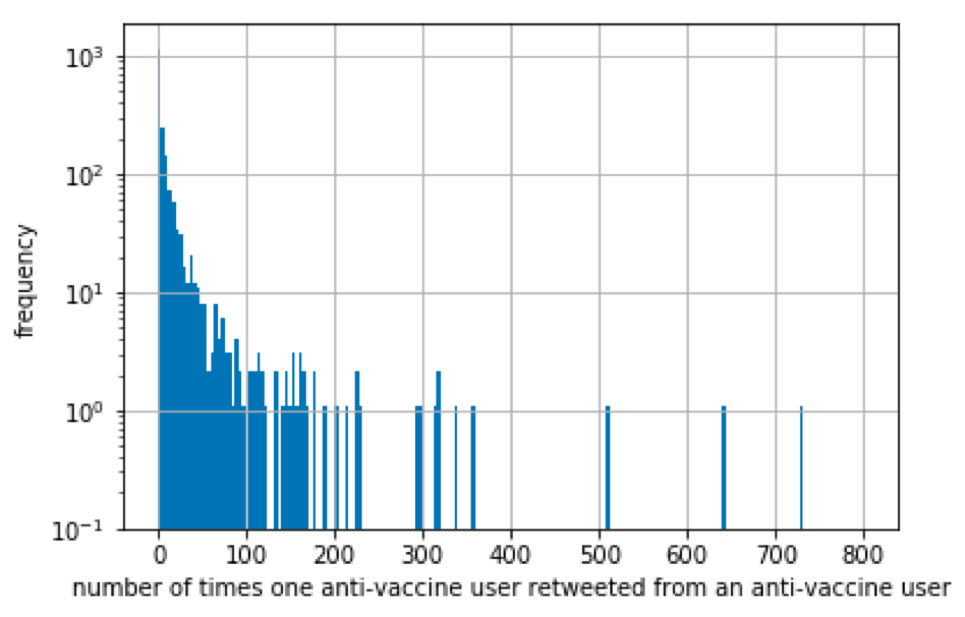 10³
10²
10¹
10⁰
10⁻¹
frequency
0 100 200 300 400 500 600 700 800
number of times one anti-vaccine user retweeted from an anti-vaccine user